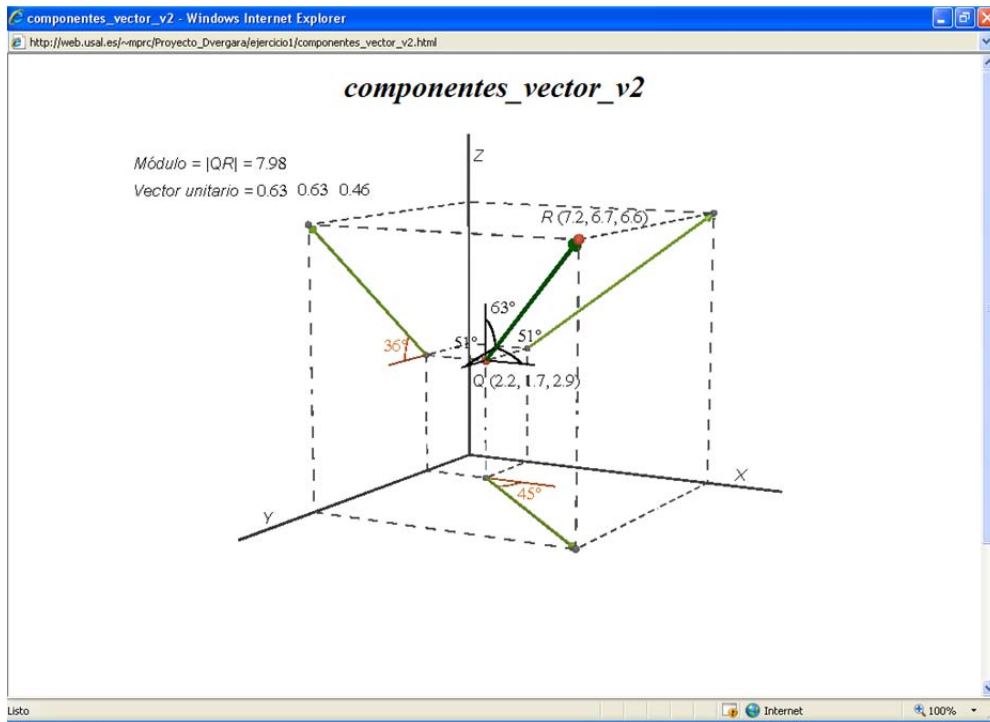 componentes_vector_v2 - Windows Internet Explorer
http://web.usal.es/~mprc/Proyecto_Dvergara/ejercicio1/componentes_vector_v2.html
componentes_vector_v2
Módulo = |QR| = 7.98
Vector unitario = 0.63 0.63 0.46
Z
R (7.2, 6.7, 6.6)
63°
36°
51°
51°
Q (2.2, 1.7, 2.9)
X
45°
Y
Listo
Internet
100%